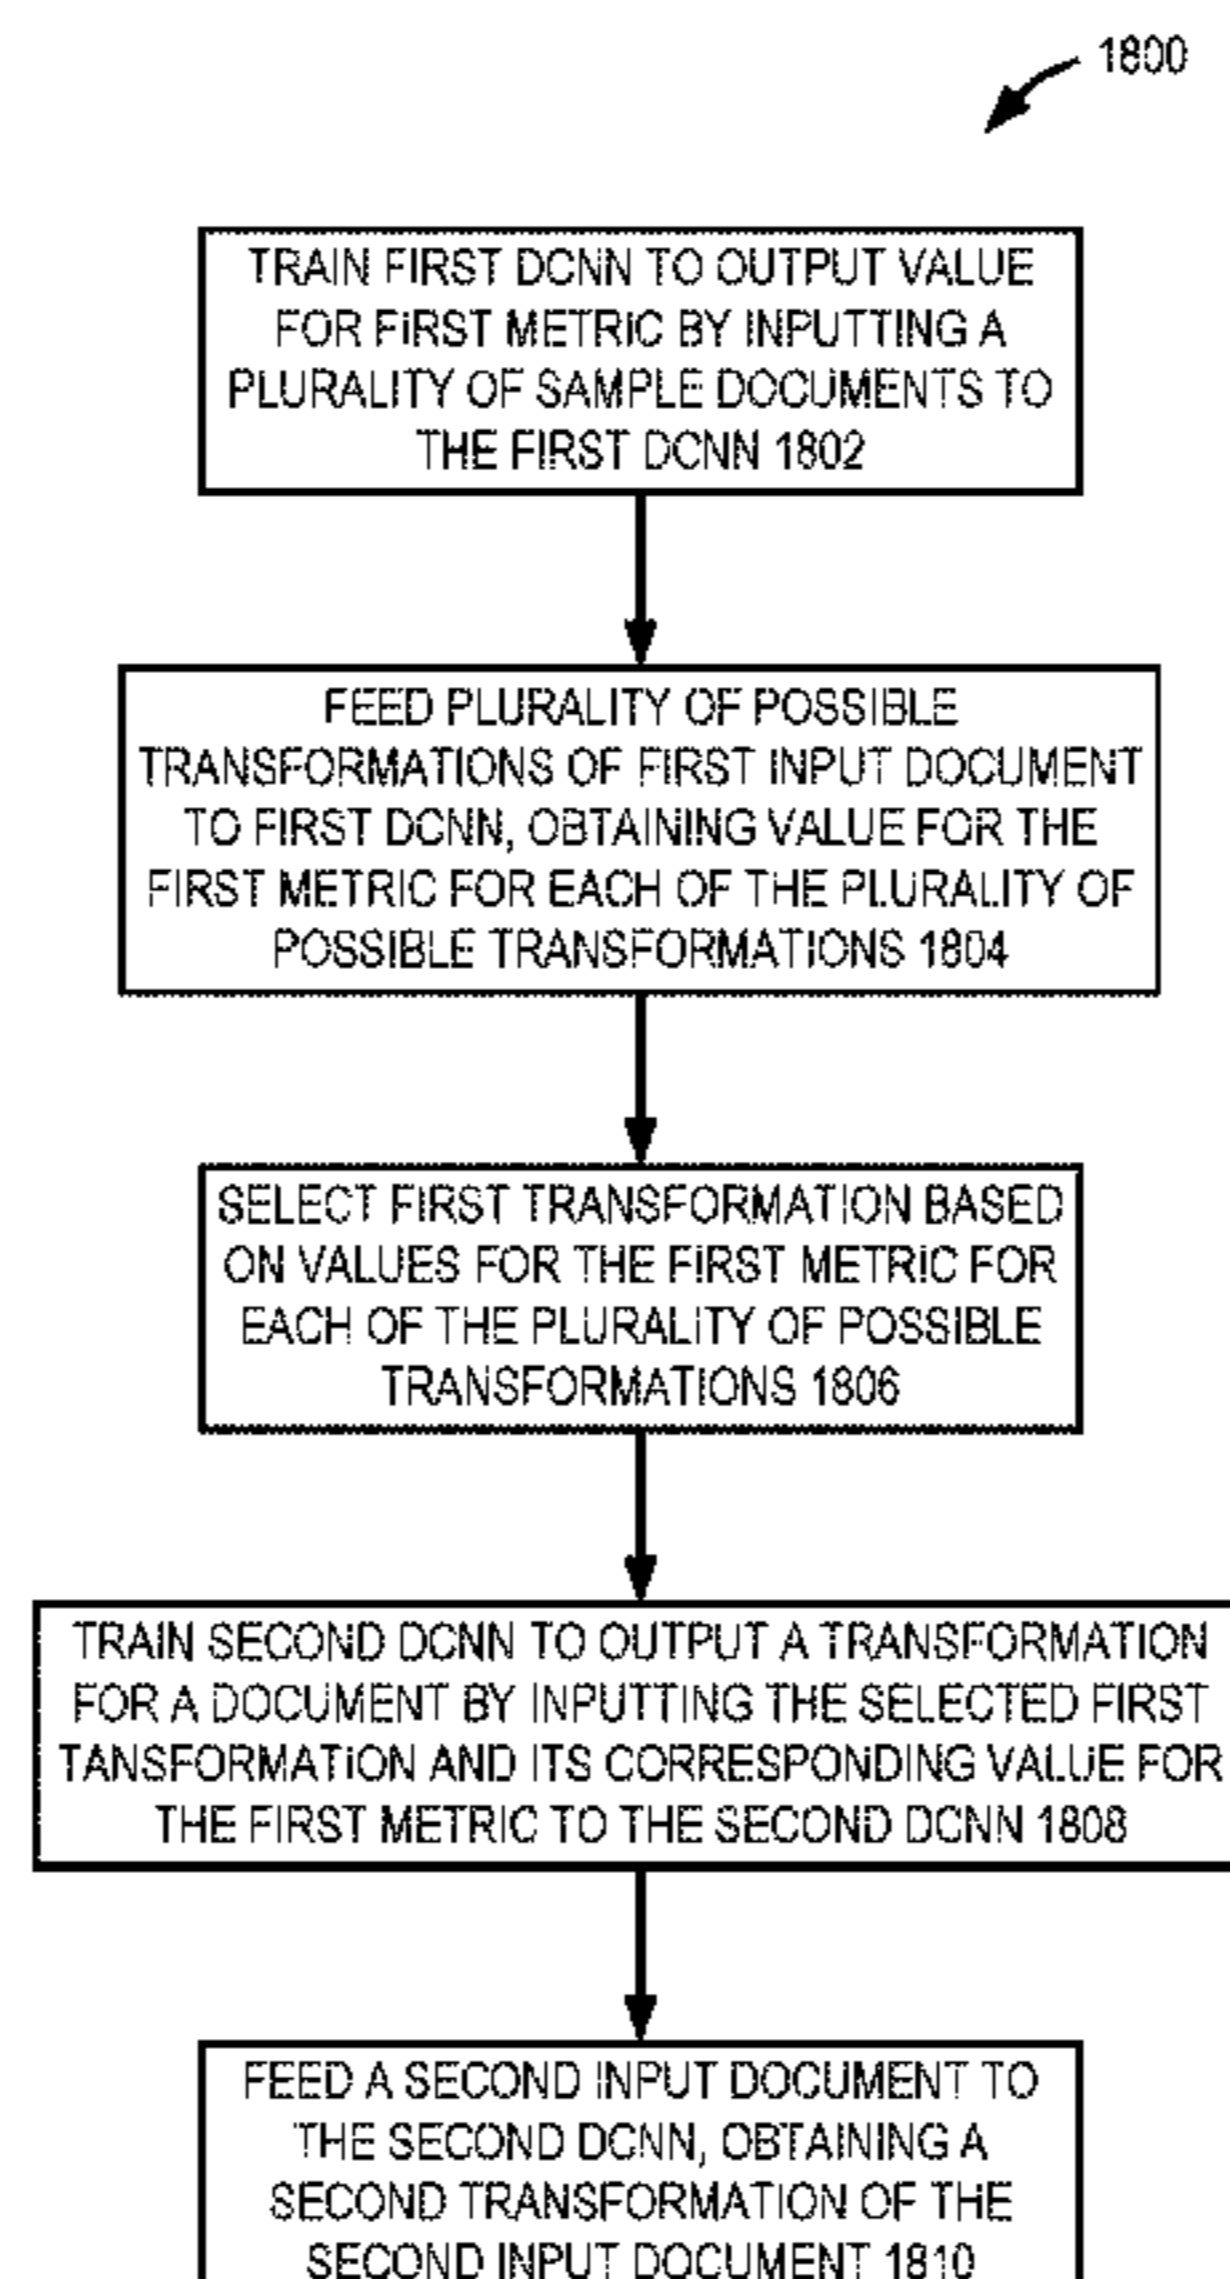 1800
TRAIN FIRST DCNN TO OUTPUT VALUE
FOR FIRST METRIC BY INPUTTING A
PLURALITY OF SAMPLE DOCUMENTS TO
THE FIRST DCNN 1802
FEED PLURALITY OF POSSIBLE
TRANSFORMATIONS OF FIRST INPUT DOCUMENT
TO FIRST DCNN, OBTAINING VALUE FOR THE
FIRST METRIC FOR EACH OF THE PLURALITY OF
POSSIBLE TRANSFORMATIONS 1804
SELECT FIRST TRANSFORMATION BASED
ON VALUES FOR THE FIRST METRIC FOR
EACH OF THE PLURALITY OF POSSIBLE
TRANSFORMATIONS 1806
TRAIN SECOND DCNN TO OUTPUT A TRANSFORMATION
FOR A DOCUMENT BY INPUTTING THE SELECTED FIRST
TANSFORMATION AND ITS CORRESPONDING VALUE FOR
THE FIRST METRIC TO THE SECOND DCNN 1808
FEED A SECOND INPUT DOCUMENT TO
THE SECOND DCNN, OBTAINING A
SECOND TRANSFORMATION OF THE
SECOND INPUT DOCUMENT 1810